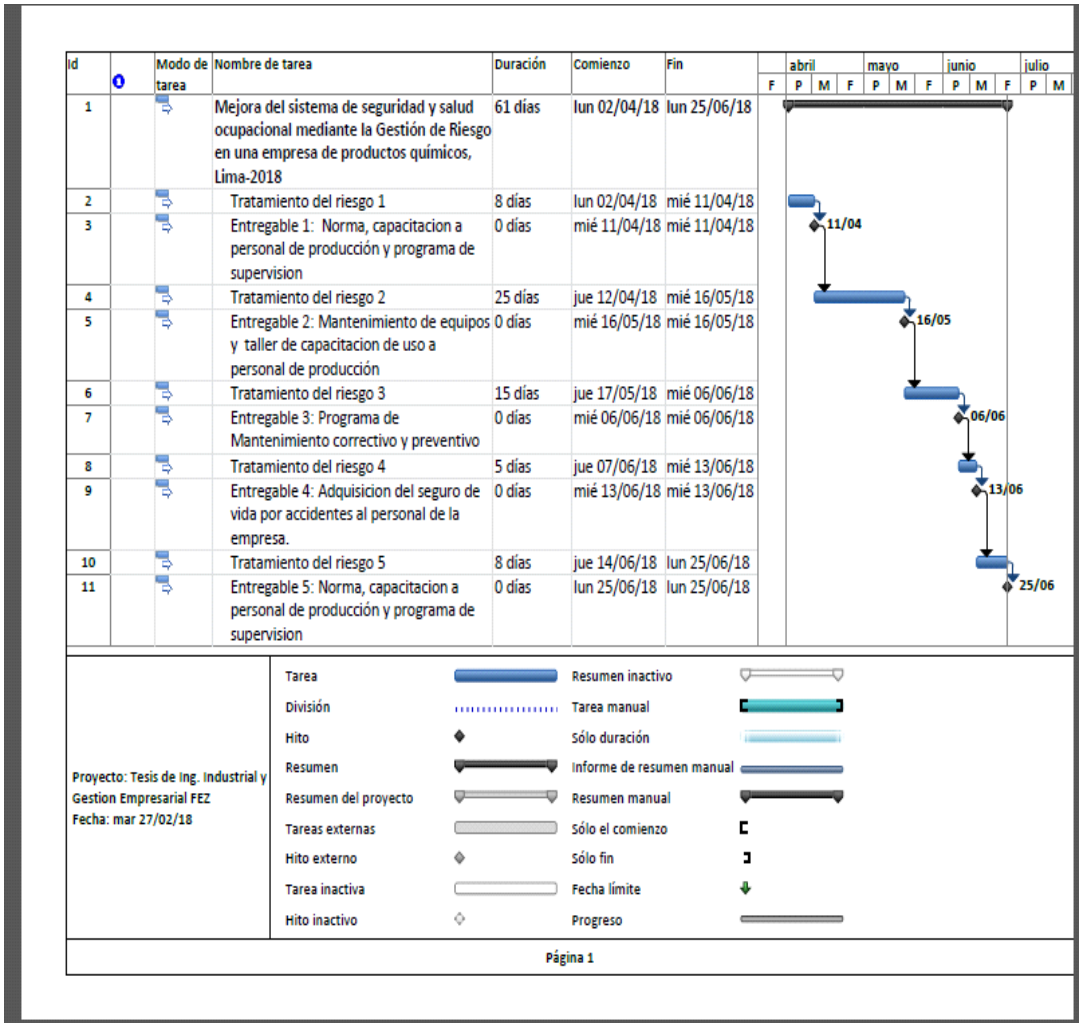 Id Modo de tarea Nombre de tarea Duración Comienzo Fin abril mayo junio julio
F P M F P M F P M F P M
1 Mejora del sistema de seguridad y salud 61 días lun 02/04/18 lun 25/06/18
ocupacional mediante la Gestión de Riesgo
en una empresa de productos químicos,
Lima-2018
2 Tratamiento del riesgo 1 8 días lun 02/04/18 mié 11/04/18
3 Entregable 1: Norma, capacitacion a 0 días mié 11/04/18 mié 11/04/18 11/04
personal de producción y programa de
supervision
4 Tratamiento del riesgo 2 25 días jue 12/04/18 mié 16/05/18
5 Entregable 2: Mantenimiento de equipos 0 días mié 16/05/18 mié 16/05/18 16/05
y taller de capacitacion de uso a
personal de producción
6 Tratamiento del riesgo 3 15 días jue 17/05/18 mié 06/06/18
7 Entregable 3: Programa de 0 días mié 06/06/18 mié 06/06/18 06/06
Mantenimiento correctivo y preventivo
8 Tratamiento del riesgo 4 5 días jue 07/06/18 mié 13/06/18
9 Entregable 4: Adquisicion del seguro de 0 días mié 13/06/18 mié 13/06/18 13/06
vida por accidentes al personal de la
empresa.
10 Tratamiento del riesgo 5 8 días jue 14/06/18 lun 25/06/18
11 Entregable 5: Norma, capacitacion a 0 días lun 25/06/18 lun 25/06/18 25/06
personal de producción y programa de
supervision
Proyecto: Tesis de Ing. Industrial y
Gestion Empresarial FEZ
Fecha: mar 27/02/18
Tarea Resumen inactivo
División Tarea manual
Hito Sólo duración
Resumen Informe de resumen manual
Resumen del proyecto Resumen manual
Tareas externas Sólo el comienzo
Hito externo Sólo fin
Tarea inactiva Fecha límite
Hito inactivo Progreso
Página 1